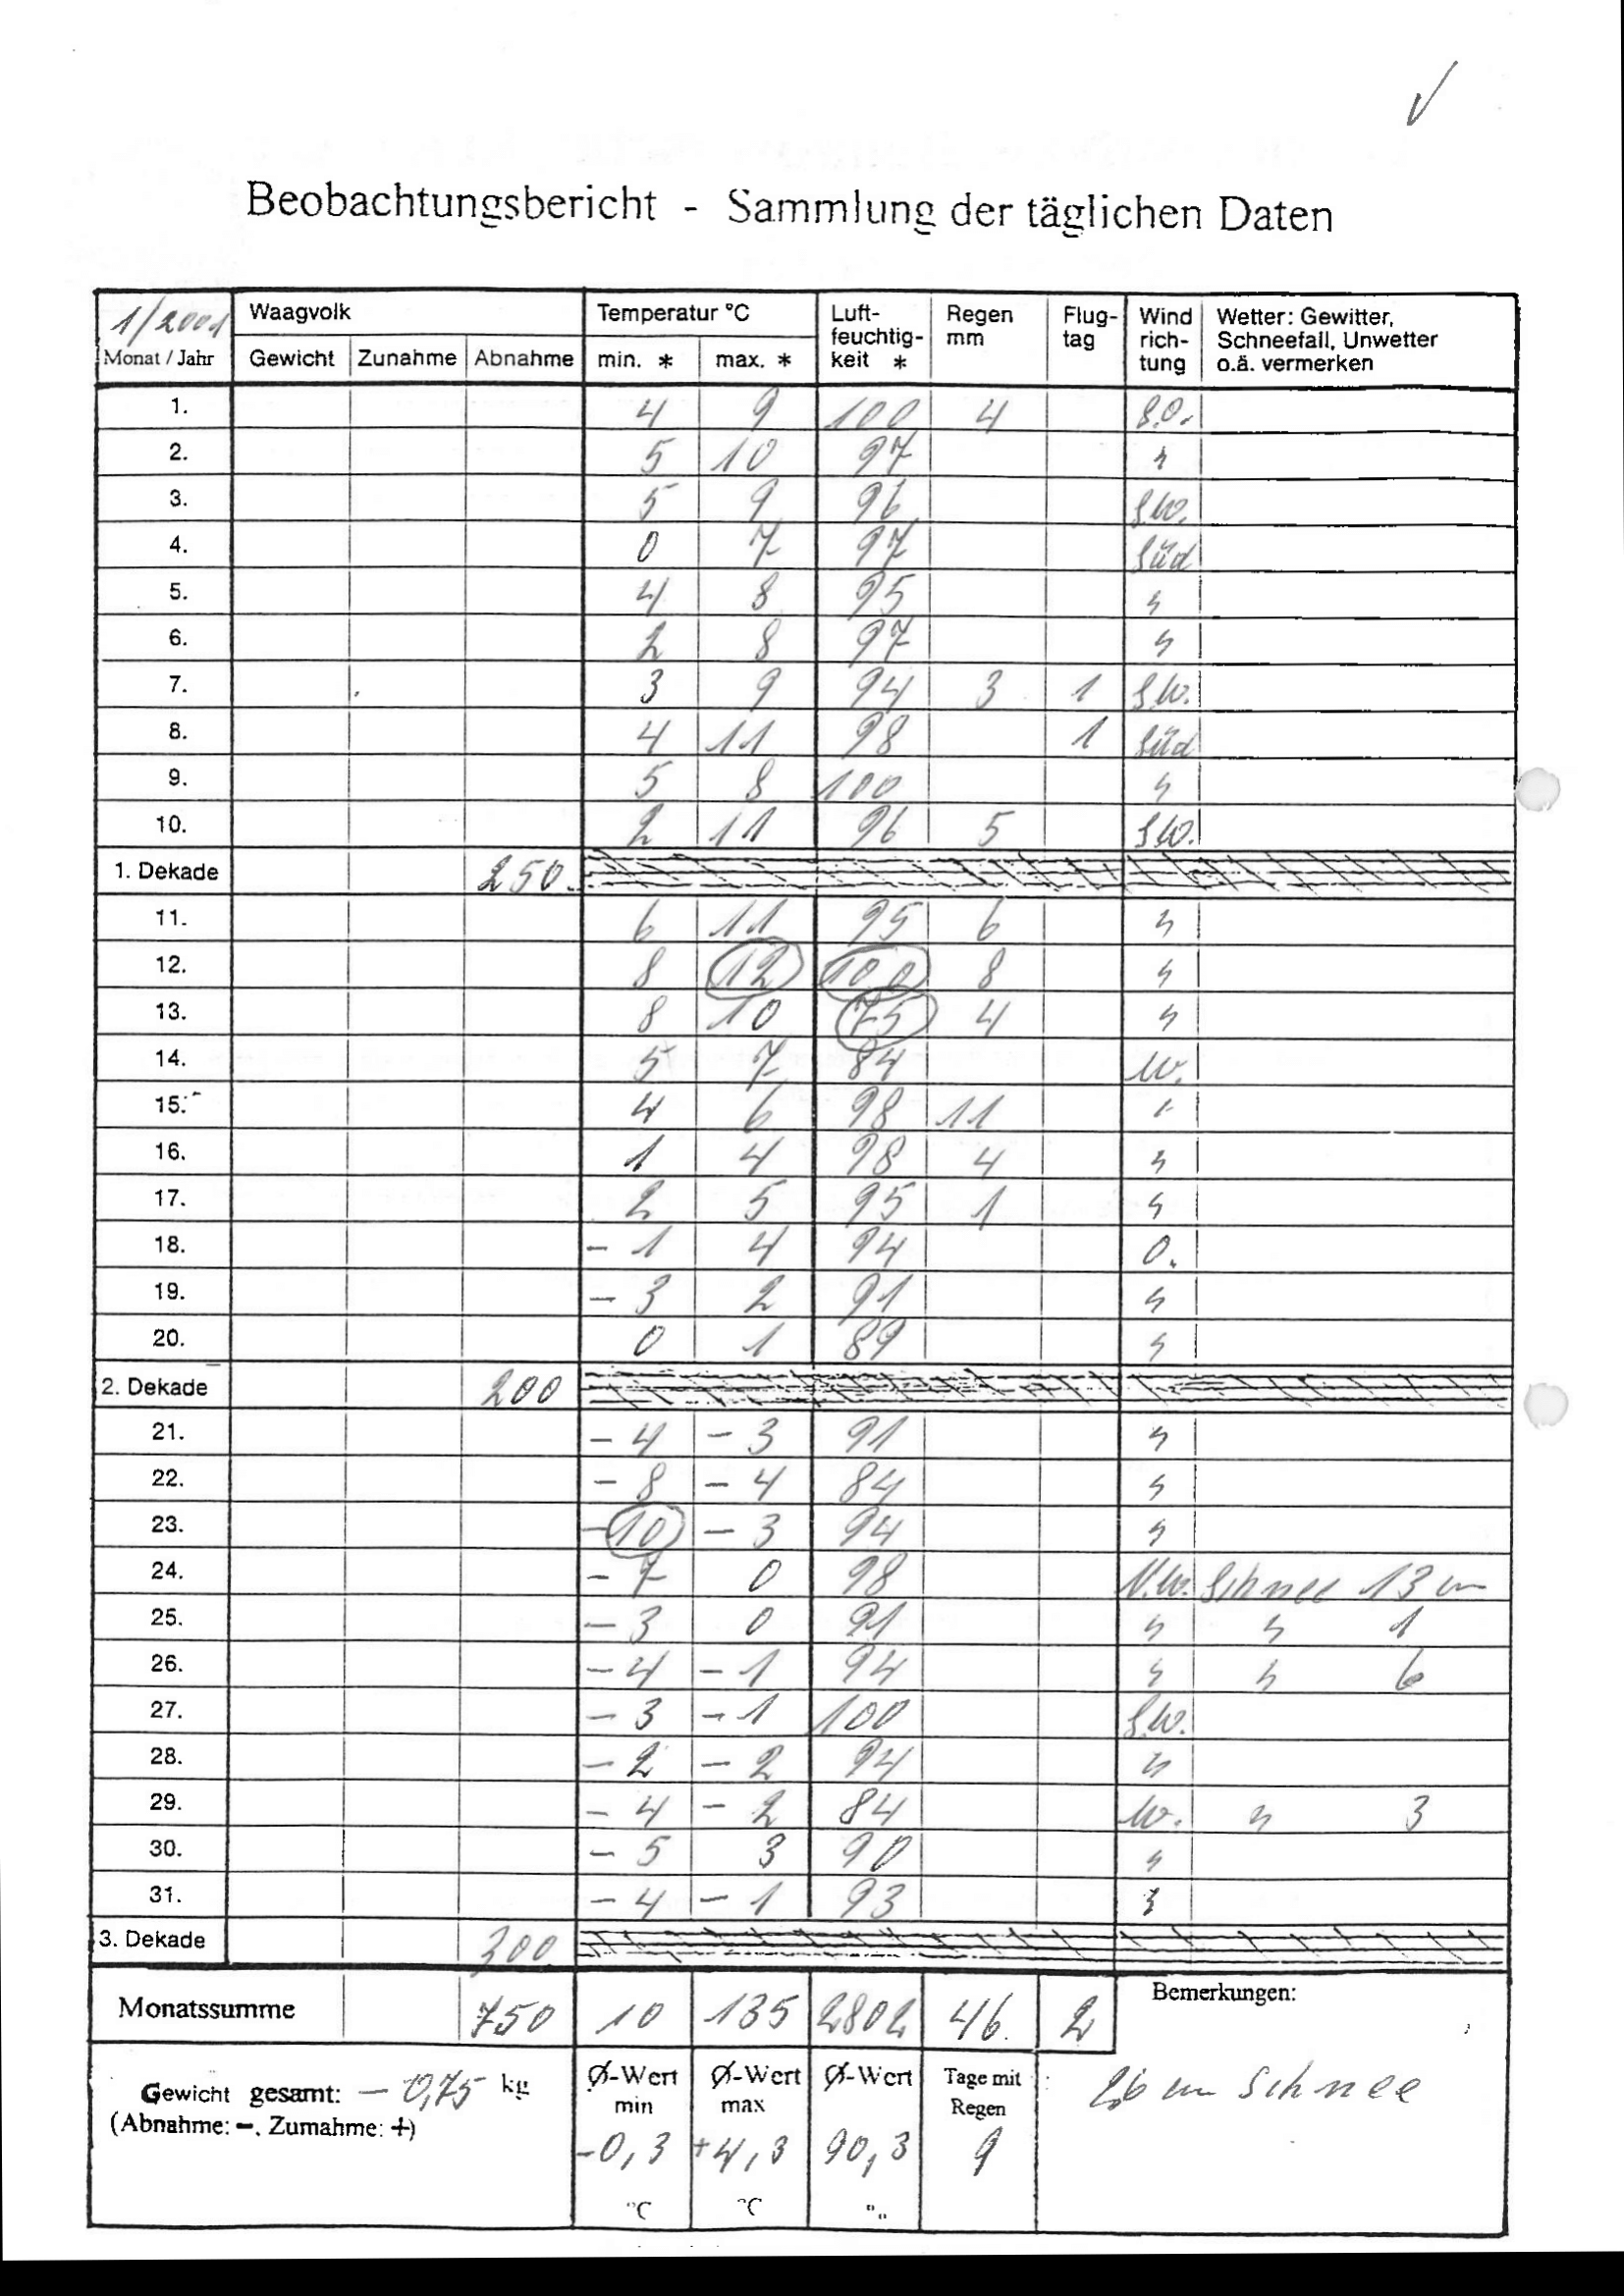 ✓
Beobachtungsbericht - Sammlung der täglichen Daten
1/2001 Waagvolk Temperatur °C Luft- Regen Flug- Wind Wetter: Gewitter,
feuchtig- mm tag rich- Schneefall, Unwetter
Monat / Jahr Gewicht Zunahme Abnahme min. * max. * keit * tung o.ä. vermerken
1. 4 9 100 4 S.O.
2. 5 10 97 "
3. 5 9 96 S.W.
4. 0 7 97 Süd
5. 4 8 95 "
6. 2 8 97 "
7. 3 9 94 3 1 S.W.
8. 4 11 98 1 Süd
9. 5 8 100 "
10. 2 11 96 5 S.W.
1. Dekade 250.
11. 6 11 95 6 "
12. 8 12 100 8 "
13. 8 10 75 4 "
14. 5 7 84 W.
15. 4 6 98 11 "
16. 1 4 98 4 "
17. 2 5 95 1 "
18. - 1 4 94 O.
19. - 3 2 91 "
20. 0 1 89 "
2. Dekade 200
21. - 4 - 3 91 "
22. - 8 - 4 84 "
23. - 10 - 3 94 "
24. - 7 0 98 N.W. Schnee 13 cm
25. - 3 0 91 " " 1
26. - 4 - 1 94 " " 6
27. - 3 - 1 100 S.W.
28. - 2 - 2 94 "
29. - 4 - 2 84 W. " 3
30. - 5 3 90 "
31. - 4 - 1 93 "
3. Dekade 300
Monatssumme 750 10 135 2802 46. 2 Bemerkungen:
Gewicht gesamt: - 0,75 kg Ø-Wert Ø-Wert Ø-Wert Tage mit
(Abnahme: -. Zumahme: +) min max Regen 26 cm Schnee
-0,3 +4,3 90,3 9
°C °C